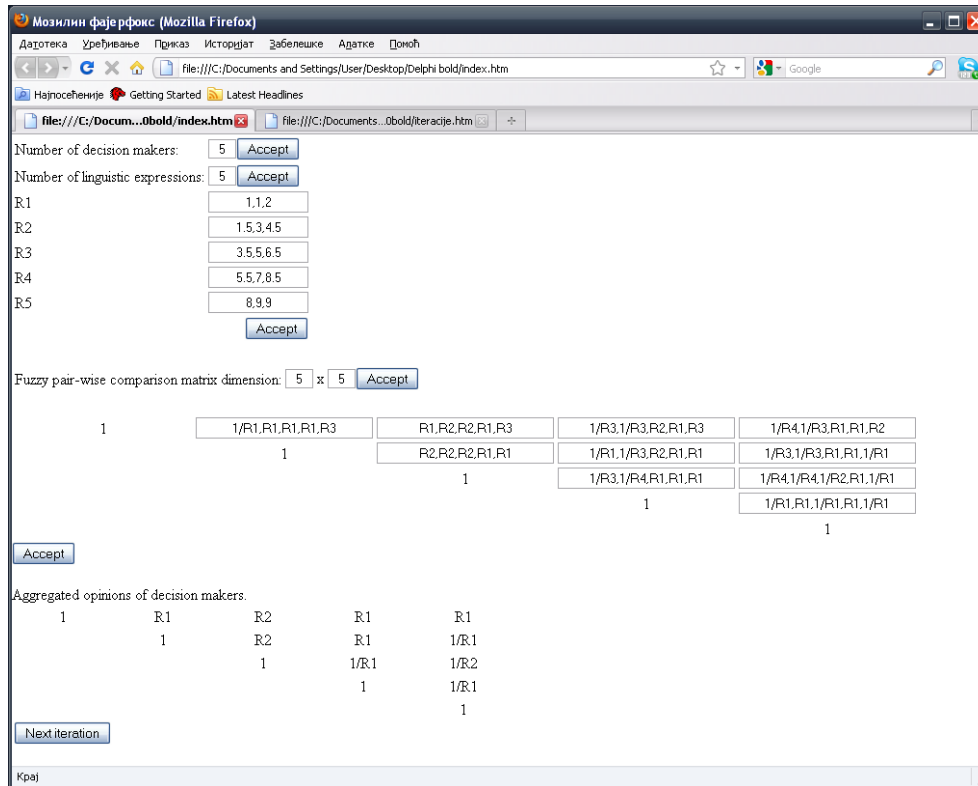 Мозилин фајерфокс (Mozilla Firefox)
Датотека Уређивање Приказ Историјат Забелешке Алатке Помоћ
file:///C:/Documents and Settings/User/Desktop/Delphi bold/index.htm Google
Најпосећеније Getting Started Latest Headlines
file:///C:/Docum...0bold/index.htm file:///C:/Documents...0bold/iteracije.htm
Number of decision makers: 5 Accept
Number of linguistic expressions: 5 Accept
R1 1,1,2
R2 1.5,3,4.5
R3 3.5,5,6.5
R4 5.5,7,8.5
R5 8,9,9
Accept
Fuzzy pair-wise comparison matrix dimension: 5 x 5 Accept
1 1/R1,R1,R1,R1,R3 R1,R2,R2,R1,R3 1/R3,1/R3,R2,R1,R3 1/R4,1/R3,R1,R1,R2
1 R2,R2,R2,R1,R1 1/R1,1/R3,R2,R1,R1 1/R3,1/R3,R1,R1,1/R1
1 1/R3,1/R4,R1,R1,R1 1/R4,1/R4,1/R2,R1,1/R1
1 1/R1,R1,1/R1,R1,1/R1
1
Accept
Aggregated opinions of decision makers.
1 R1 R2 R1 R1
1 R2 R1 1/R1
1 1/R1 1/R2
1 1/R1
1
Next iteration
Крај